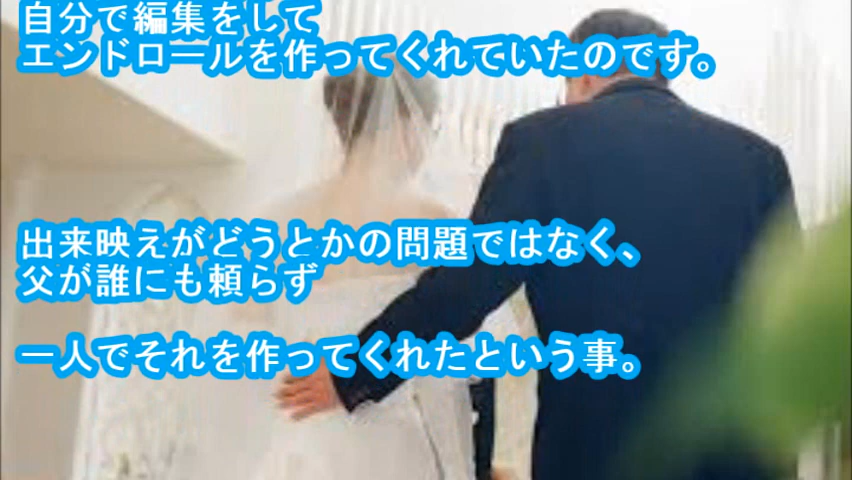 自分で編集をして
エンドロールを作ってくれていたのです。
出来映えがどうとかの問題ではなく、
父が誰にも頼らず
一人でそれを作ってくれたという事。